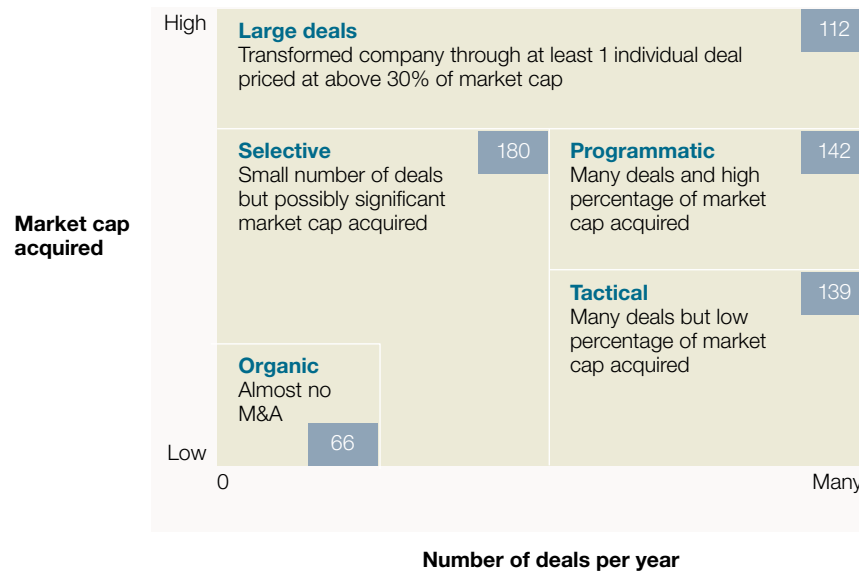 High
Large deals
112
Transformed company through at least 1 individual deal
priced at above 30% of market cap
Selective
180
Small number of deals
but possibly significant
market cap acquired
Programmatic
142
Many deals and high
percentage of market
cap acquired
Market cap
acquired
Tactical
139
Many deals but low
percentage of market
cap acquired
Organic
Almost no
M&A
66
Low
0
Many
Number of deals per year